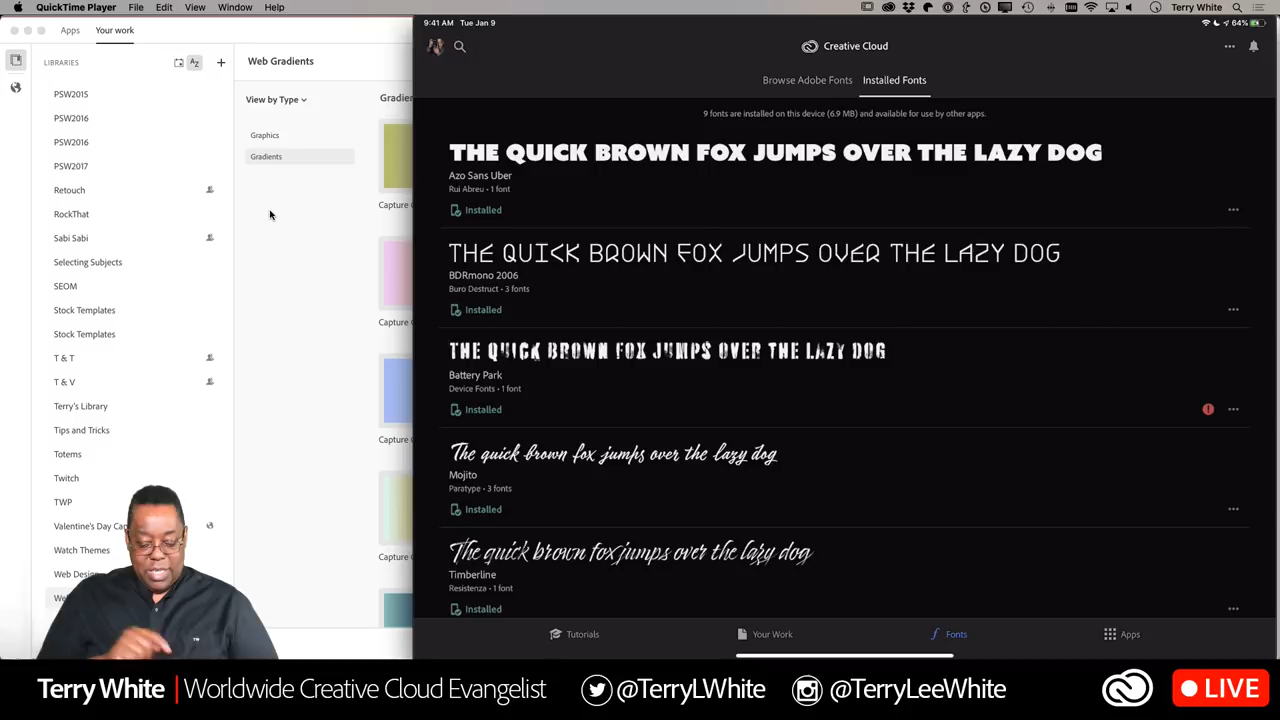 QuickTime Player File Edit View Window Help
Terry White
Apps Your work
LIBRARIES
PSW2015
PSW2016
PSW2016
PSW2017
Retouch
RockThat
Sabi Sabi
Selecting Subjects
SEOM
Stock Templates
Stock Templates
T & T
T & V
Terry's Library
Tips and Tricks
Totems
Twitch
TWP
Valentine's Day
Watch Themes
Web
Web Gradients
View by Type
Graphics
Gradients
Capture
Capture
Capture
Capture
9:41 AM Tue Jan 9
64%
Creative Cloud
Browse Adobe Fonts Installed Fonts
9 fonts are installed on this device (6.9 MB) and available for use by other apps.
THE QUICK BROWN FOX JUMPS OVER THE LAZY DOG
Azo Sans Uber
Rui Abreu • 1 font
Installed
THE QUICK BROWN FOX JUMPS OVER THE LAZY DOG
BDRmono 2006
Buro Destruct • 3 fonts
Installed
THE QUICK BROWN FOX JUMPS OVER THE LAZY DOG
Battery Park
Device Fonts • 1 font
Installed
The quick brown fox jumps over the lazy dog
Mojito
Paratype • 3 fonts
Installed
The quick brown fox jumps over the lazy dog
Timberline
Resistenza • 1 font
Installed
Tutorials Your Work Fonts Apps
Terry White | Worldwide Creative Cloud Evangelist @TerryLWhite @TerryLeeWhite LIVE